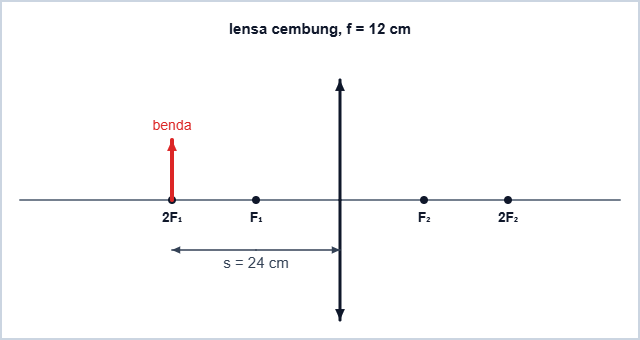 lensa cembung, f = 12 cm
benda
2F₁ F₁ F₂ 2F₂
s = 24 cm